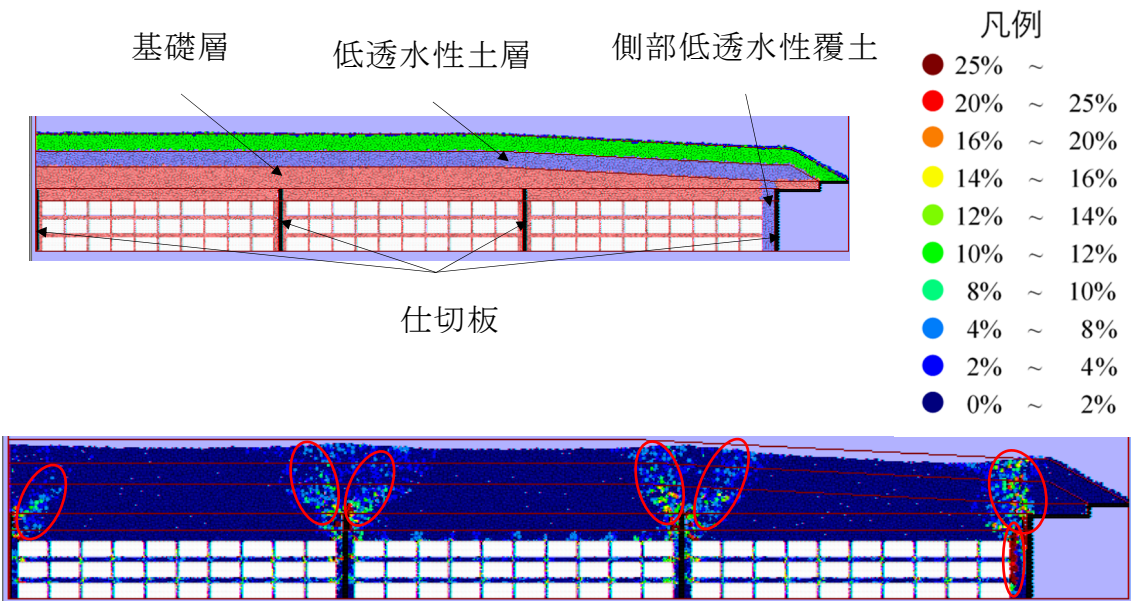 基礎層
低透水性土層
側部低透水性覆土
仕切板
凡例
25% ~
20% ~ 25%
16% ~ 20%
14% ~ 16%
12% ~ 14%
10% ~ 12%
8% ~ 10%
4% ~ 8%
2% ~ 4%
0% ~ 2%